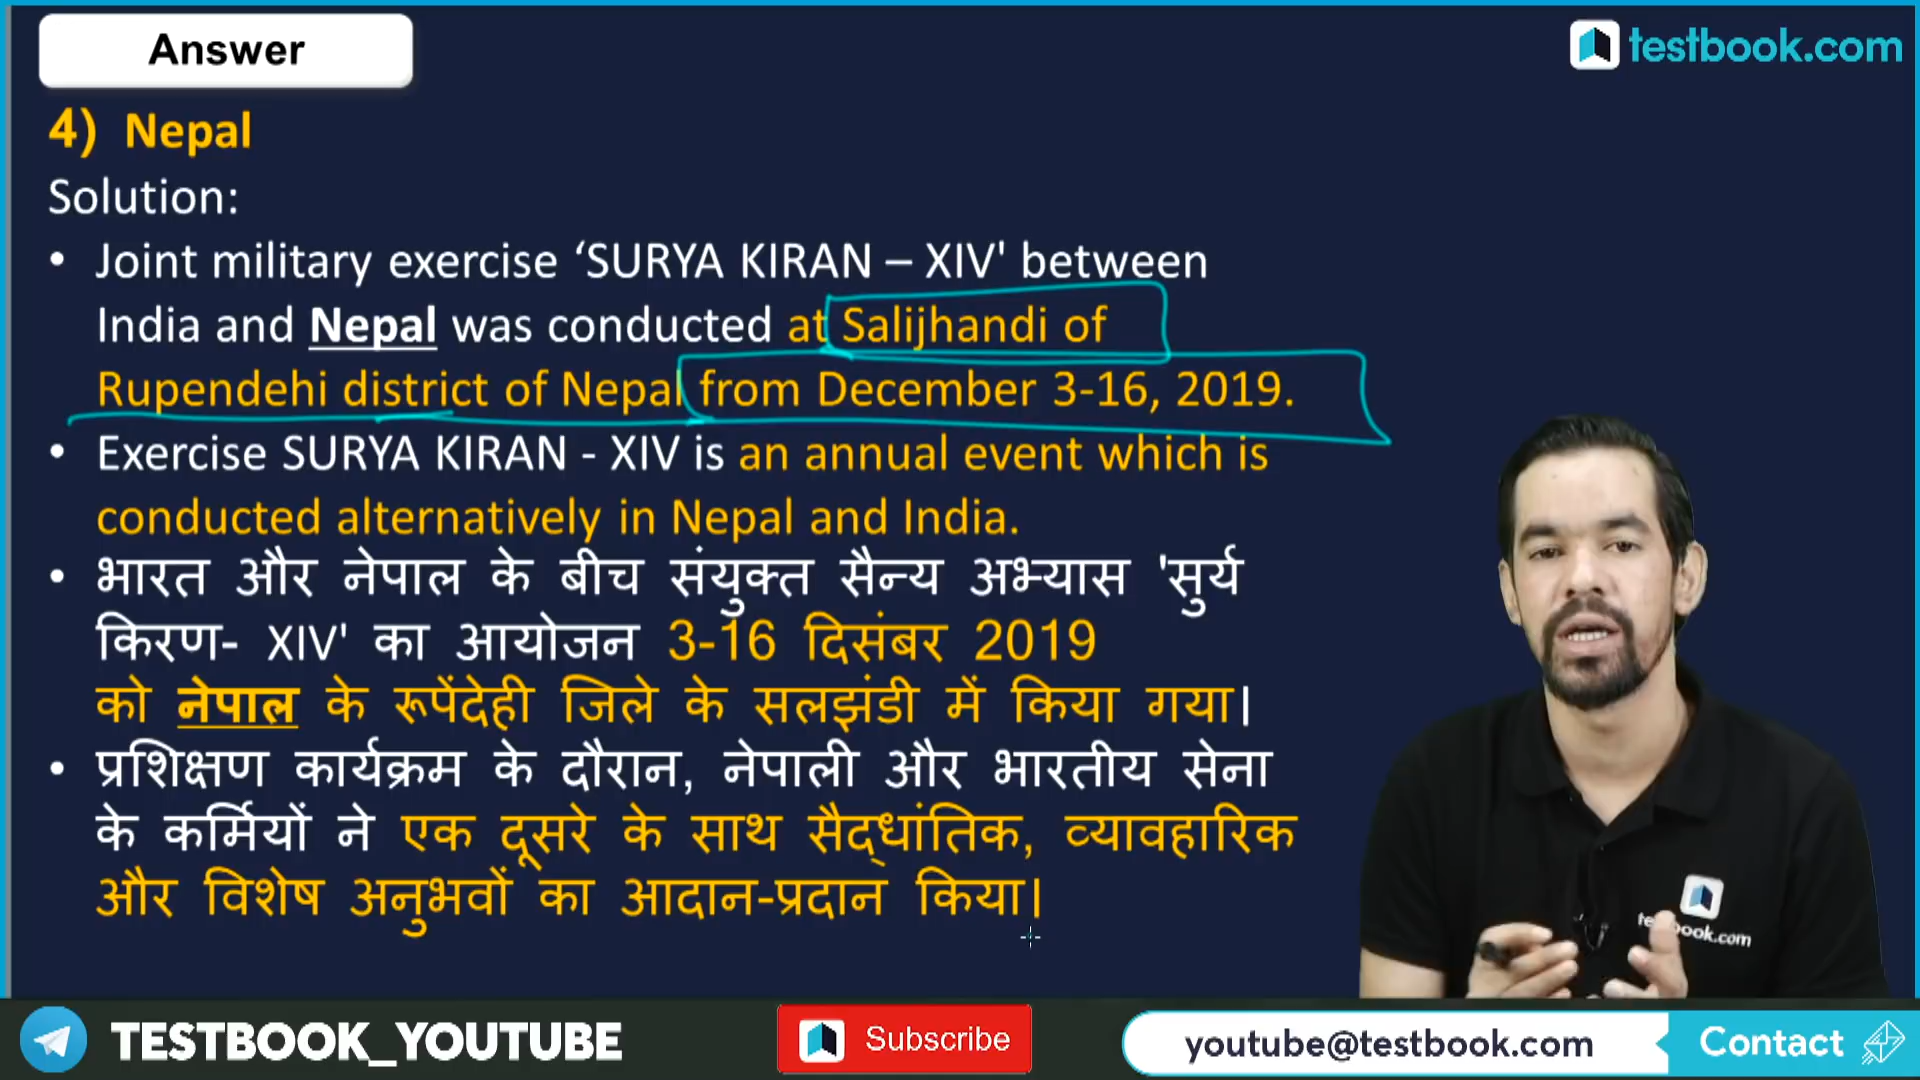 Answer
testbook.com
4) Nepal
Solution:
• Joint military exercise ‘SURYA KIRAN – XIV' between
India and Nepal was conducted at Salijhandi of
Rupendehi district of Nepal from December 3-16, 2019.
• Exercise SURYA KIRAN - XIV is an annual event which is
conducted alternatively in Nepal and India.
• भारत और नेपाल के बीच संयुक्त सैन्य अभ्यास 'सुर्य
किरण- XIV' का आयोजन 3-16 दिसंबर 2019
को नेपाल के रूपेंदेही जिले के सलझंडी में किया गया।
• प्रशिक्षण कार्यक्रम के दौरान, नेपाली और भारतीय सेना
के कर्मियों ने एक दूसरे के साथ सैद्धांतिक, व्यावहारिक
और विशेष अनुभवों का आदान-प्रदान किया।
TESTBOOK_YOUTUBE
Subscribe
youtube@testbook.com
Contact